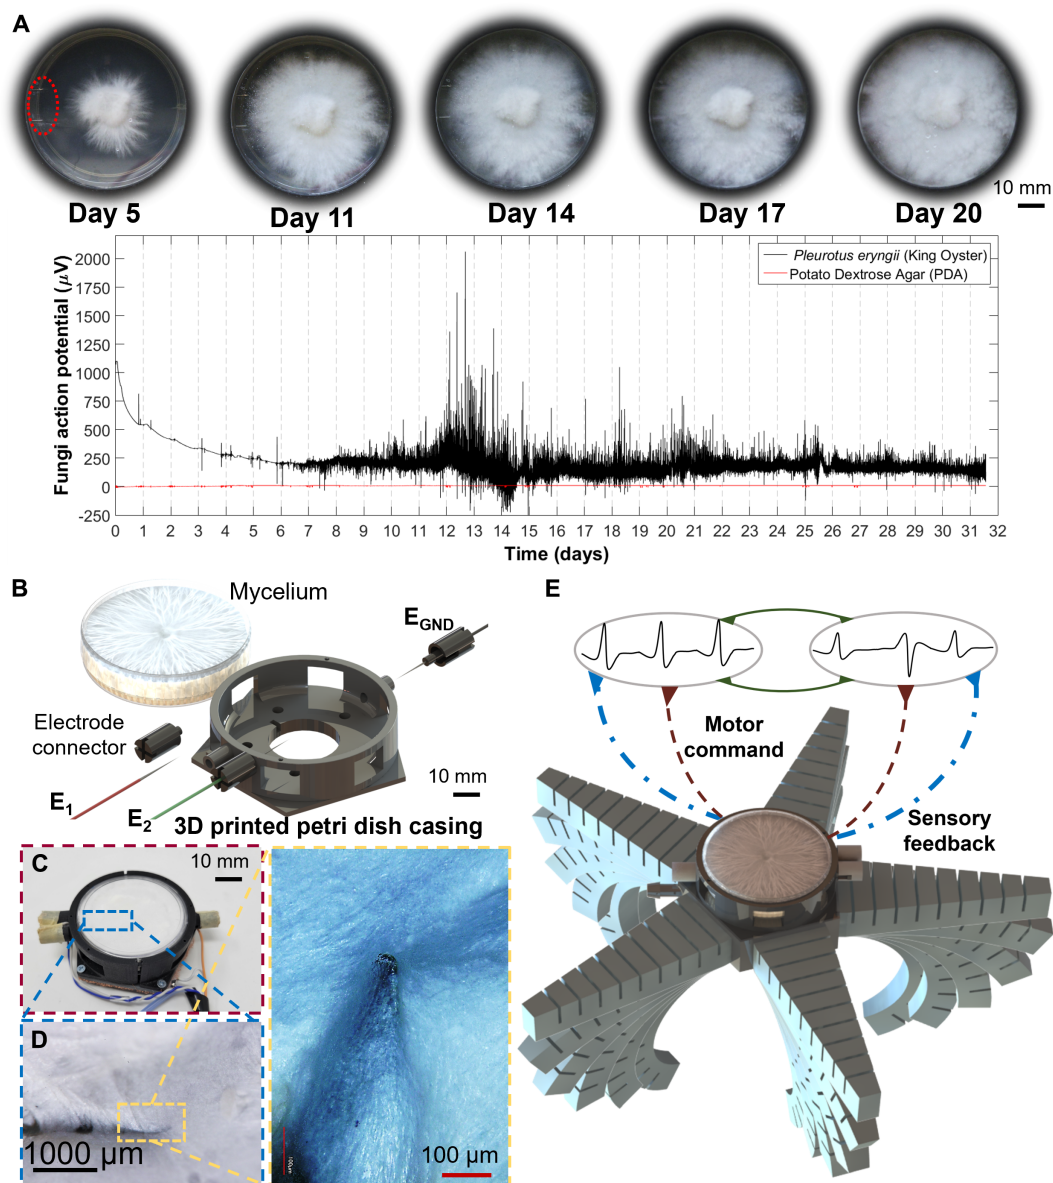 A
Day 5
Day 11
Day 14
Day 17
Day 20
10 mm
Fungi action potential (μV)
2000
1750
1500
1250
1000
750
500
250
0
-250
Pleurotus eryngii (King Oyster)
Potato Dextrose Agar (PDA)
0 1 2 3 4 5 6 7 8 9 10 11 12 13 14 15 16 17 18 19 20 21 22 23 24 25 26 27 28 29 30 31 32
Time (days)
B
Mycelium
EGND
Electrode
connector
10 mm
E1
E2
3D printed petri dish casing
C
10 mm
D
1000 μm
100μm
100 μm
E
Motor
command
Sensory
feedback